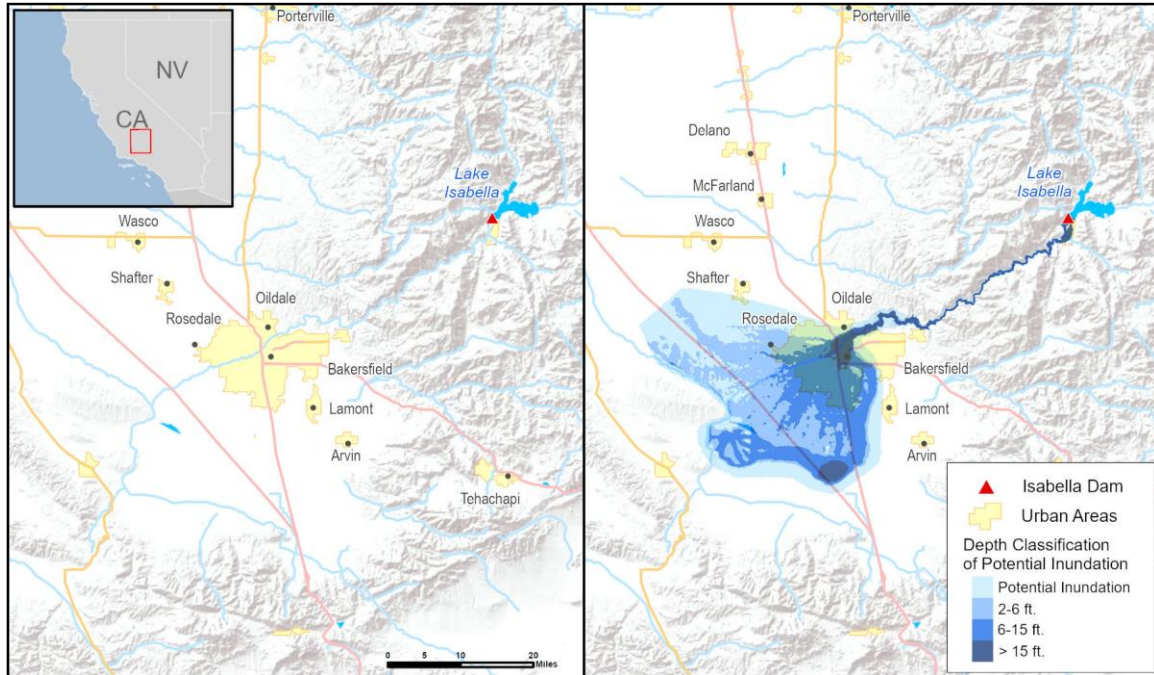 Porterville
NV
CA
Lake
Isabella
Wasco
Shafter
Oildale
Rosedale
Bakersfield
Lamont
Arvin
Tehachapi
0 5 10 20
Miles
Porterville
Delano
McFarland
Lake
Isabella
Wasco
Shafter
Oildale
Rosedale
Bakersfield
Lamont
Arvin
Isabella Dam
Urban Areas
Depth Classification
of Potential Inundation
Potential Inundation
2-6 ft.
6-15 ft.
> 15 ft.